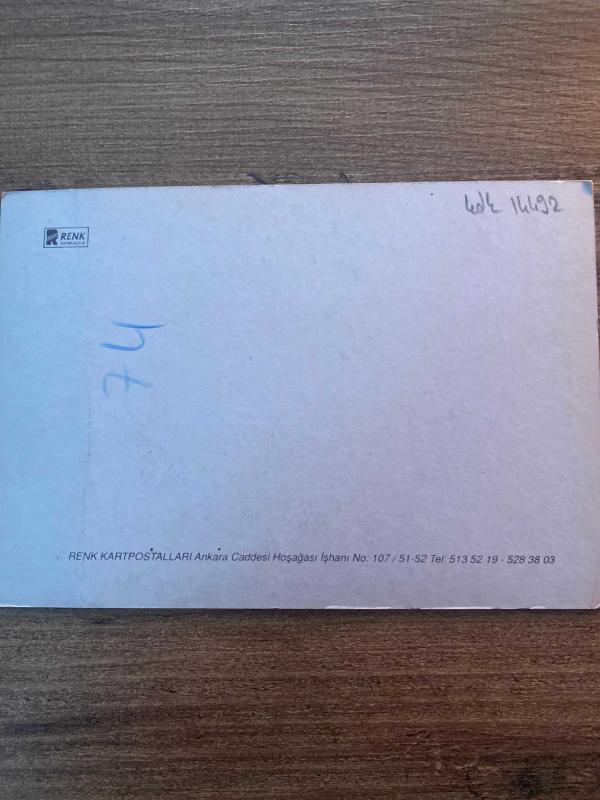 kdk 14492
RENK
74
RENK KARTPOSTALLARI Ankara Caddesi Hoşağası İşhanı No: 107 / 51-52 Tel: 513 52 19 - 528 38 03